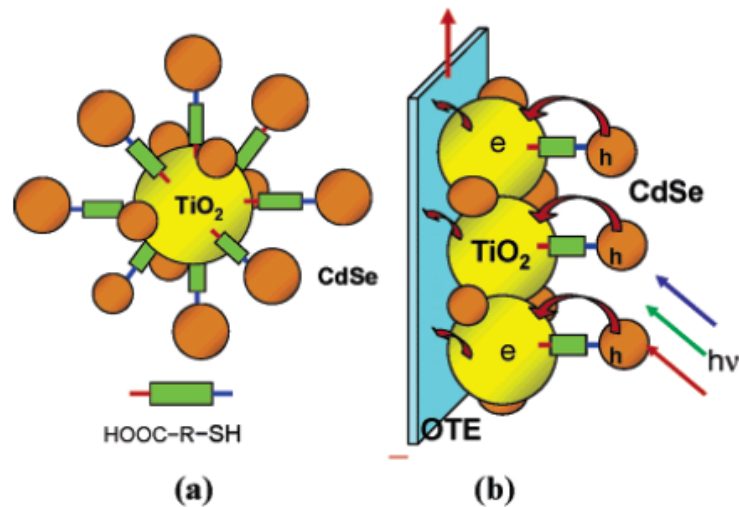 TiO₂
CdSe
HOOC-R-SH
(a)
e
h
CdSe
TiO₂
h
e
h
hν
OTE
–
(b)